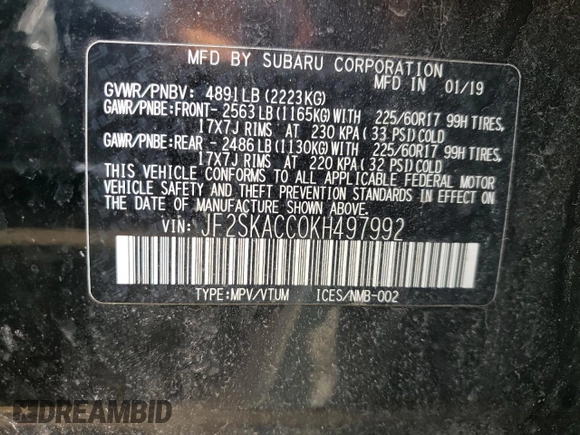 MFD BY SUBARU CORPORATION
GVWR/PNBV: 4891LB (2223KG) MFD IN 01/19
GAWR/PNBE:FRONT- 2563 LB (1165KG) WITH 225/60R17 99H TIRES,
17X7J RIMS AT 230 KPA (33 PSI) COLD
GAWR/PNBE:REAR - 2486 LB (1130KG) WITH 225/60R17 99H TIRES,
17X7J RIMS AT 220 KPA (32 PSI) COLD
THIS VEHICLE CONFORMS TO ALL APPLICABLE FEDERAL MOTOR
VEHICLE SAFETY AND THEFT PREVENTION STANDARDS IN EFFECT ON
THE DATE OF MANUFACTURE SHOWN ABOVE
VIN: JF2SKACC0KH497992
TYPE:MPV/VTUM ICES/NMB-002
DREAMBID